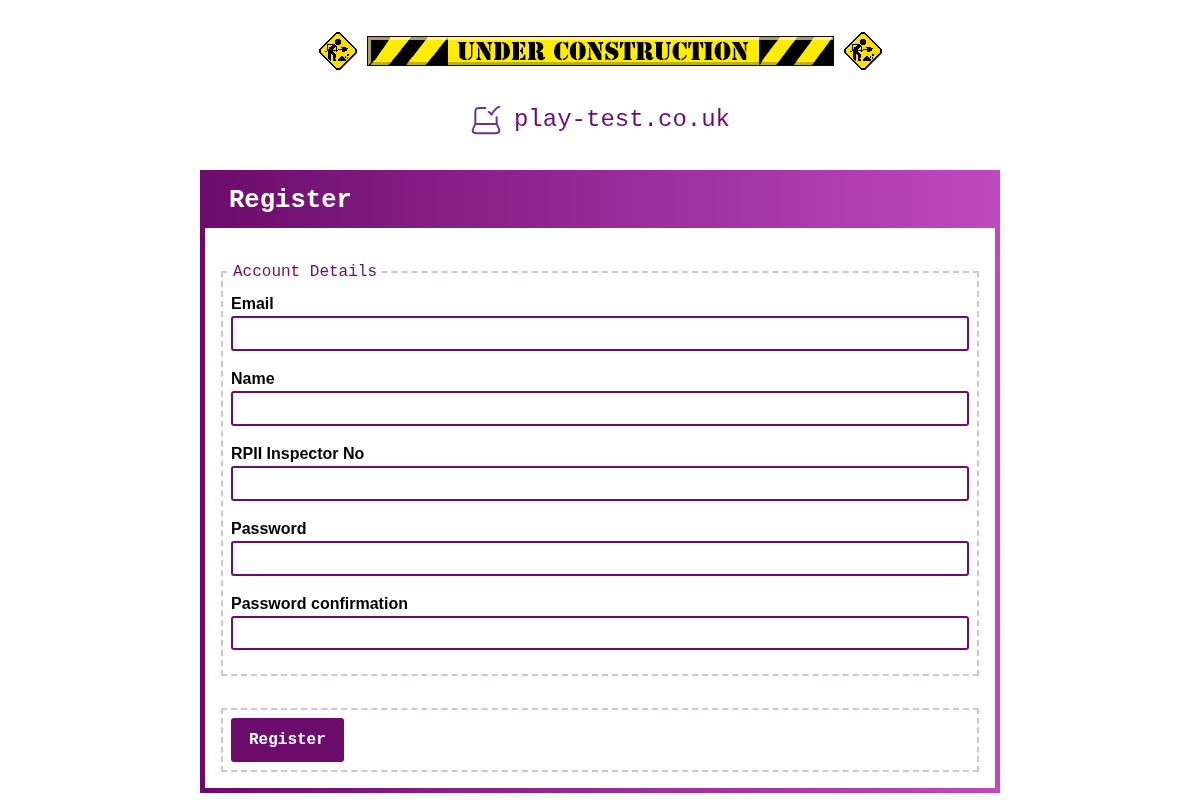 UNDER CONSTRUCTION
play-test.co.uk
Register
Account Details
Email
Name
RPII Inspector No
Password
Password confirmation
Register